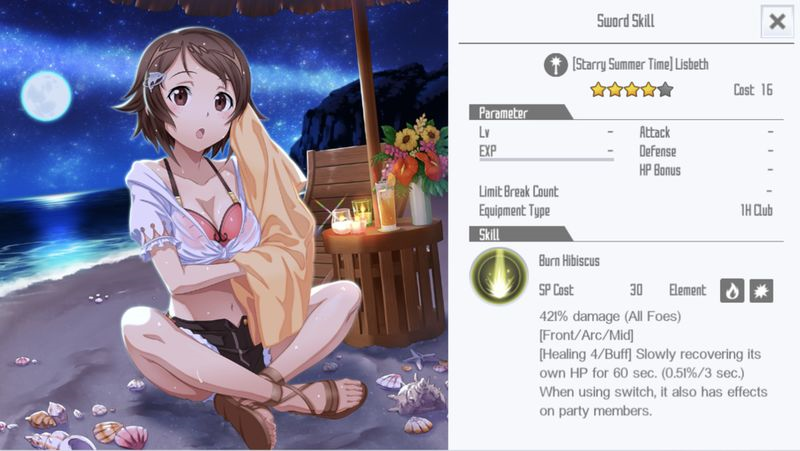 Sword Skill
[Starry Summer Time] Lisbeth
Cost 16
Parameter
Lv - Attack -
EXP - Defense -
HP Bonus -
Limit Break Count -
Equipment Type 1H Club
Skill
Burn Hibiscus
SP Cost 30 Element
421% damage (All Foes)
[Front/Arc/Mid]
[Healing 4/Buff] Slowly recovering its
own HP for 60 sec. (0.51%/3 sec.)
When using switch, it also has effects
on party members.